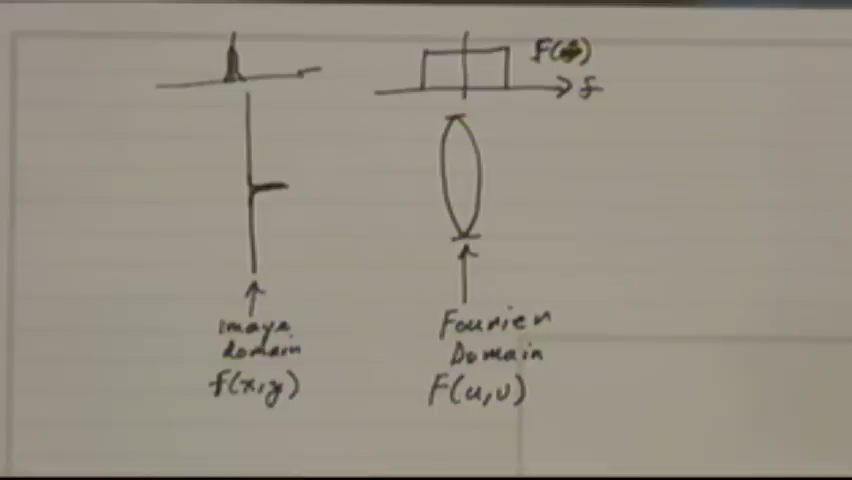 f
Image
domain
f(x,y)
Fourier
Domain
F(u,v)